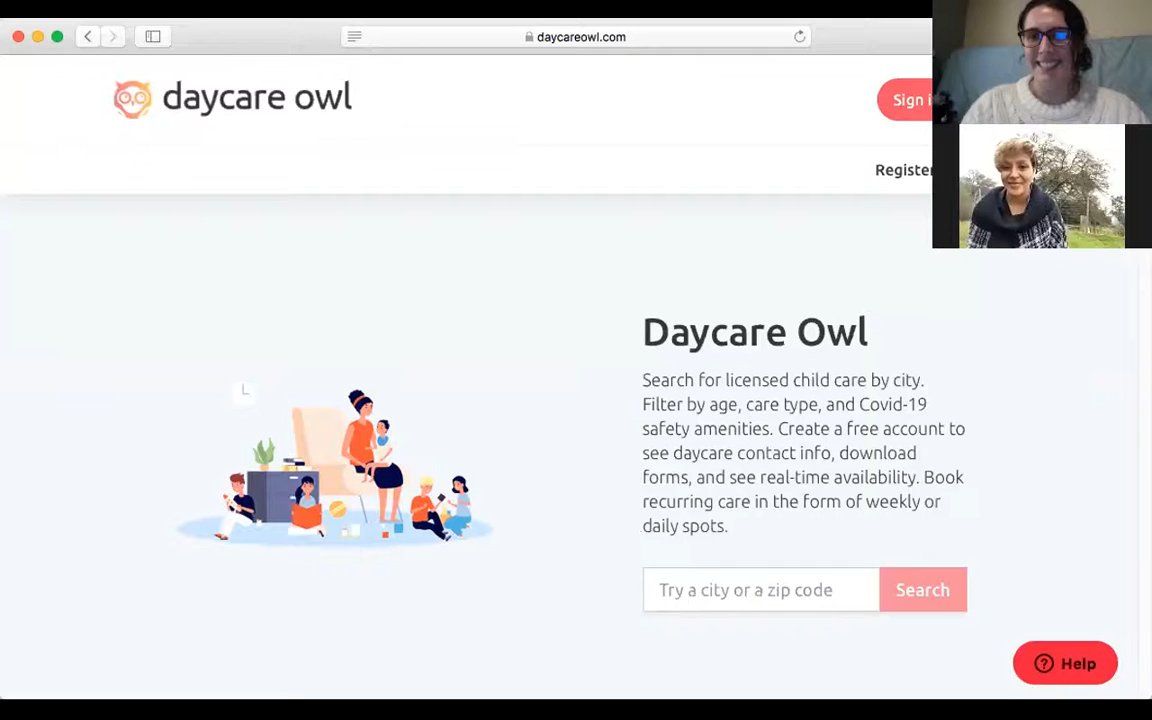 daycareowl.com
daycare owl
Sign i
Register
Daycare Owl
Search for licensed child care by city.
Filter by age, care type, and Covid-19
safety amenities. Create a free account to
see daycare contact info, download
forms, and see real-time availability. Book
recurring care in the form of weekly or
daily spots.
Try a city or a zip code
Search
Help